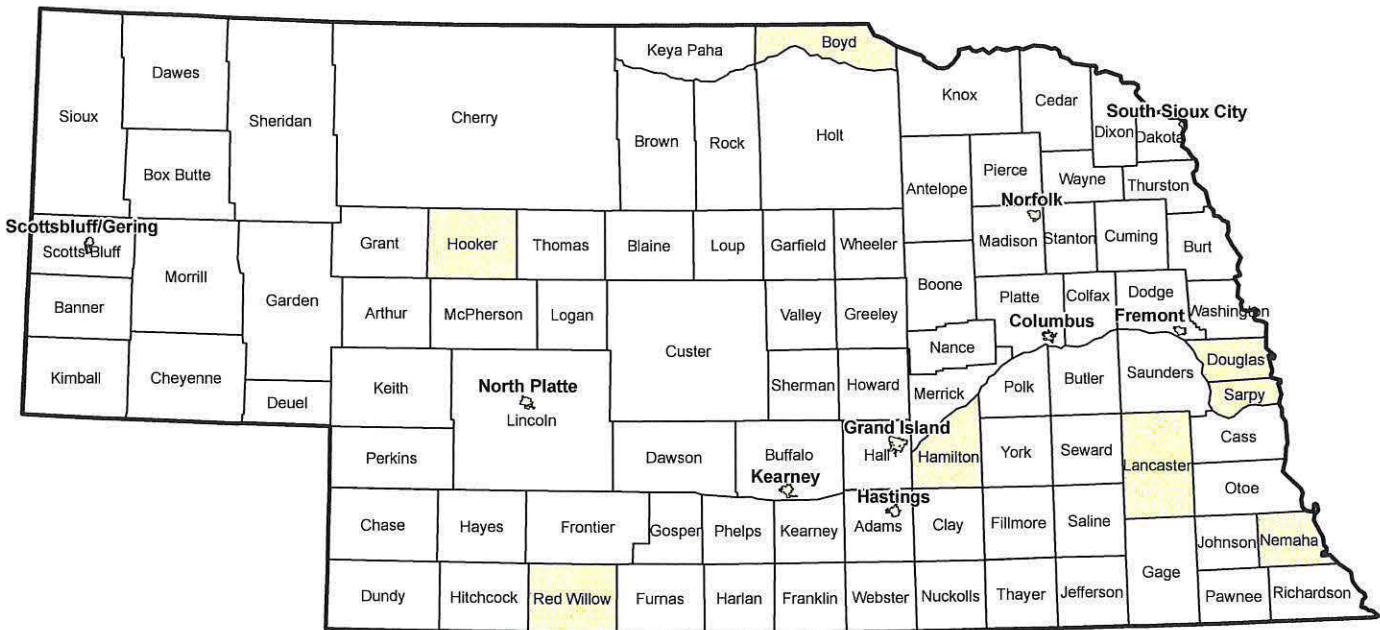 Keya Paha
Boyd
Dawes
Sioux
Sheridan
Cherry
Knox
Cedar
South Sioux City
Dixon
Dakota
Brown
Rock
Holt
Box Butte
Pierce
Wayne
Thurston
Antelope
Norfolk
Scottsbluff/Gering
Scotts Bluff
Grant
Hooker
Thomas
Blaine
Loup
Garfield
Wheeler
Madison
Stanton
Cuming
Burt
Morrill
Garden
Boone
Banner
Arthur
McPherson
Logan
Valley
Greeley
Platte
Colfax
Dodge
Washington
Columbus
Fremont
Custer
Nance
Kimball
Cheyenne
Deuel
Keith
North Platte
Lincoln
Sherman
Howard
Merrick
Polk
Butler
Saunders
Douglas
Sarpy
Perkins
Dawson
Buffalo
Kearney
Grand Island
Hall
Hamilton
York
Seward
Lancaster
Cass
Otoe
Hastings
Chase
Hayes
Frontier
Gosper
Phelps
Kearney
Adams
Clay
Fillmore
Saline
Gage
Johnson
Nemaha
Dundy
Hitchcock
Red Willow
Furnas
Harlan
Franklin
Webster
Nuckolls
Thayer
Jefferson
Pawnee
Richardson